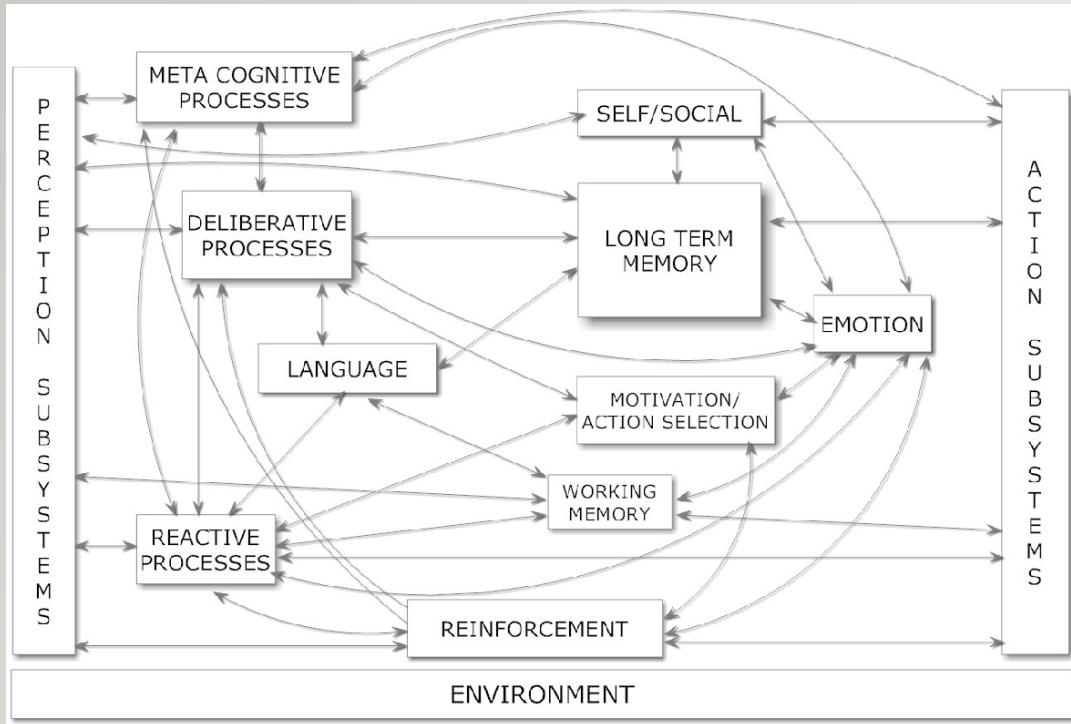 META COGNITIVE
PROCESSES
PERCEPTION SUBSYSTEMS
SELF/SOCIAL
ACTION SUBSYSTEMS
DELIBERATIVE
PROCESSES
LONG TERM
MEMORY
EMOTION
LANGUAGE
MOTIVATION/
ACTION SELECTION
WORKING
MEMORY
REACTIVE
PROCESSES
REINFORCEMENT
ENVIRONMENT